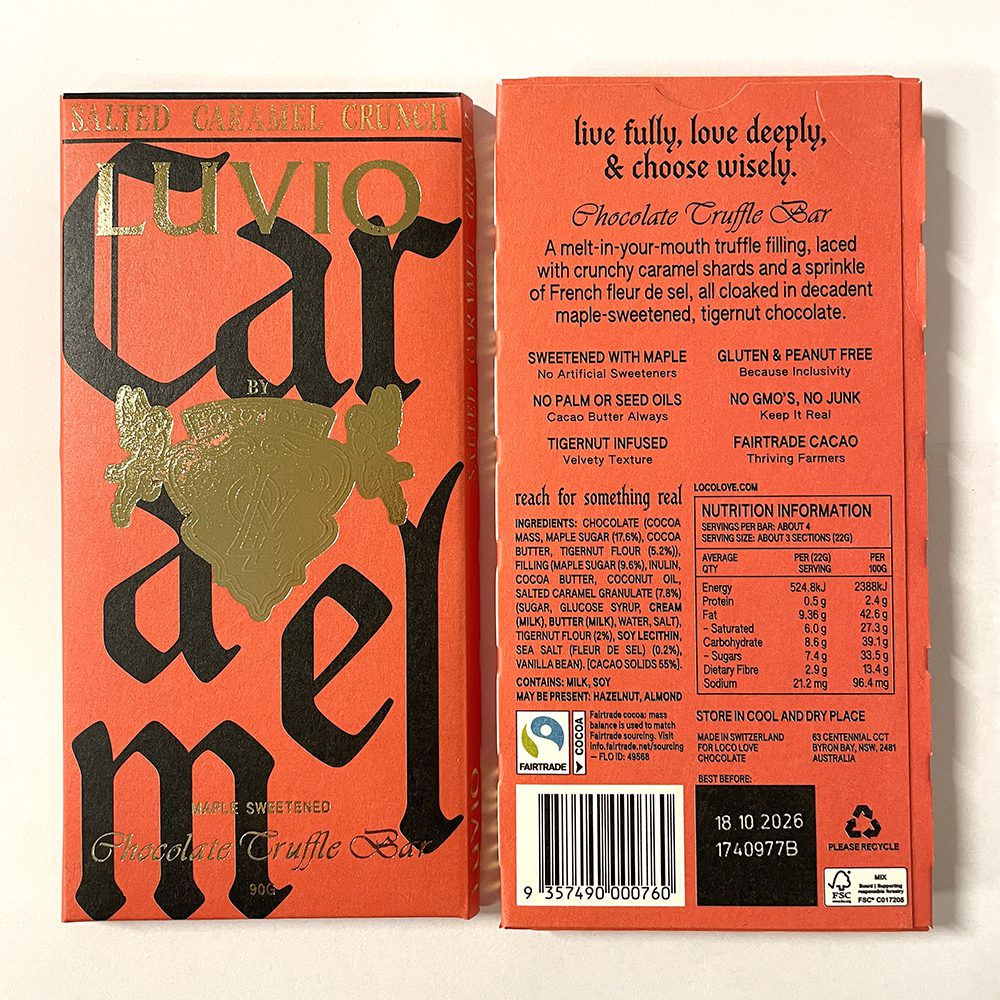 SALTED CARAMEL CRUNCH
LUVIO
Caramel
BY
LOCO LOVE
MAPLE SWEETENED
Chocolate Truffle Bar
90G
SALTED CARAMEL CRUNCH
LUVIO
live fully, love deeply,
& choose wisely.
Chocolate Truffle Bar
A melt-in-your-mouth truffle filling, laced
with crunchy caramel shards and a sprinkle
of French fleur de sel, all cloaked in decadent
maple-sweetened, tigernut chocolate.
SWEETENED WITH MAPLE
No Artificial Sweeteners
GLUTEN & PEANUT FREE
Because Inclusivity
NO PALM OR SEED OILS
Cacao Butter Always
NO GMO'S, NO JUNK
Keep It Real
TIGERNUT INFUSED
Velvety Texture
FAIRTRADE CACAO
Thriving Farmers
reach for something real
INGREDIENTS: CHOCOLATE (COCOA
MASS, MAPLE SUGAR (17.6%), COCOA
BUTTER, TIGERNUT FLOUR (5.2%)),
FILLING (MAPLE SUGAR (9.6%), INULIN,
COCOA BUTTER, COCONUT OIL,
SALTED CARAMEL GRANULATE (7.8%)
(SUGAR, GLUCOSE SYRUP, CREAM
(MILK), BUTTER (MILK), WATER, SALT),
TIGERNUT FLOUR (2%), SOY LECITHIN,
SEA SALT (FLEUR DE SEL) (0.2%),
VANILLA BEAN). [CACAO SOLIDS 55%].
CONTAINS: MILK, SOY
MAY BE PRESENT: HAZELNUT, ALMOND
LOCOLOVE.COM
NUTRITION INFORMATION
SERVINGS PER BAR: ABOUT 4
SERVING SIZE: ABOUT 3 SECTIONS (22G)
AVERAGE QTY PER (22G) SERVING PER 100G
Energy 524.8kJ 2388kJ
Protein 0.5 g 2.4 g
Fat 9.36 g 42.6 g
– Saturated 6.0 g 27.3 g
Carbohydrate 8.6 g 39.1 g
– Sugars 7.4 g 33.5 g
Dietary Fibre 2.9 g 13.4 g
Sodium 21.2 mg 96.4 mg
FAIRTRADE
COCOA
Fairtrade cocoa: mass
balance is used to match
Fairtrade sourcing. Visit
info.fairtrade.net/sourcing
– FLO ID: 49568
STORE IN COOL AND DRY PLACE
MADE IN SWITZERLAND
FOR LOCO LOVE
CHOCOLATE
63 CENTENNIAL CCT
BYRON BAY, NSW, 2481
AUSTRALIA
BEST BEFORE:
18.10.2026
1740977B
9 357490 000760
PLEASE RECYCLE
FSC
MIX
Board | Supporting
responsible forestry
FSC® C017205